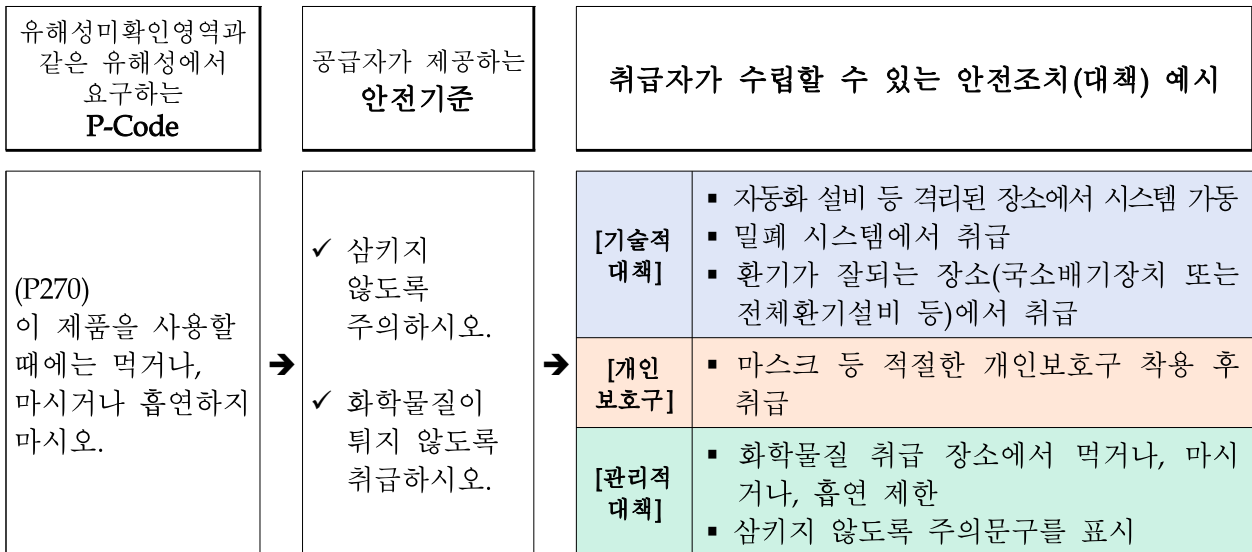 유해성미확인영역과
같은 유해성에서
요구하는
P-Code
공급자가 제공하는
안전기준
취급자가 수립할 수 있는 안전조치(대책) 예시
(P270)
이 제품을 사용할
때에는 먹거나,
마시거나 흡연하지
마시오.
➔
✓ 삼키지
않도록
주의하시오.
✓ 화학물질이
튀지 않도록
취급하시오.
➔
[기술적
대책]
▪ 자동화 설비 등 격리된 장소에서 시스템 가동
▪ 밀폐 시스템에서 취급
▪ 환기가 잘되는 장소(국소배기장치 또는
전체환기설비 등)에서 취급
[개인
보호구]
▪ 마스크 등 적절한 개인보호구 착용 후
취급
[관리적
대책]
▪ 화학물질 취급 장소에서 먹거나, 마시
거나, 흡연 제한
▪ 삼키지 않도록 주의문구를 표시